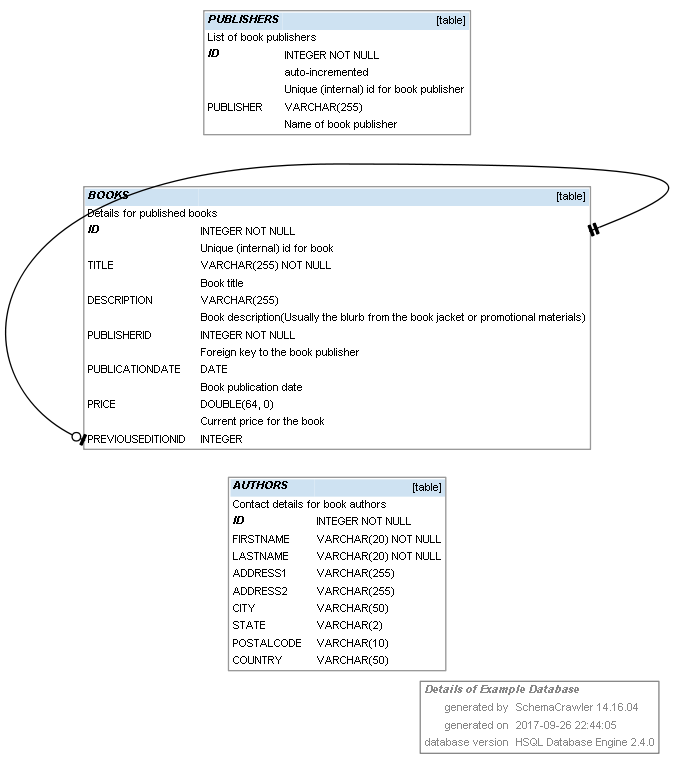 PUBLISHERS [table]
List of book publishers
ID INTEGER NOT NULL
auto-incremented
Unique (internal) id for book publisher
PUBLISHER VARCHAR(255)
Name of book publisher
BOOKS [table]
Details for published books
ID INTEGER NOT NULL
Unique (internal) id for book
TITLE VARCHAR(255) NOT NULL
Book title
DESCRIPTION VARCHAR(255)
Book description(Usually the blurb from the book jacket or promotional materials)
PUBLISHERID INTEGER NOT NULL
Foreign key to the book publisher
PUBLICATIONDATE DATE
Book publication date
PRICE DOUBLE(64, 0)
Current price for the book
PREVIOUSEDITIONID INTEGER
AUTHORS [table]
Contact details for book authors
ID INTEGER NOT NULL
FIRSTNAME VARCHAR(20) NOT NULL
LASTNAME VARCHAR(20) NOT NULL
ADDRESS1 VARCHAR(255)
ADDRESS2 VARCHAR(255)
CITY VARCHAR(50)
STATE VARCHAR(2)
POSTALCODE VARCHAR(10)
COUNTRY VARCHAR(50)
Details of Example Database
generated by SchemaCrawler 14.16.04
generated on 2017-09-26 22:44:05
database version HSQL Database Engine 2.4.0